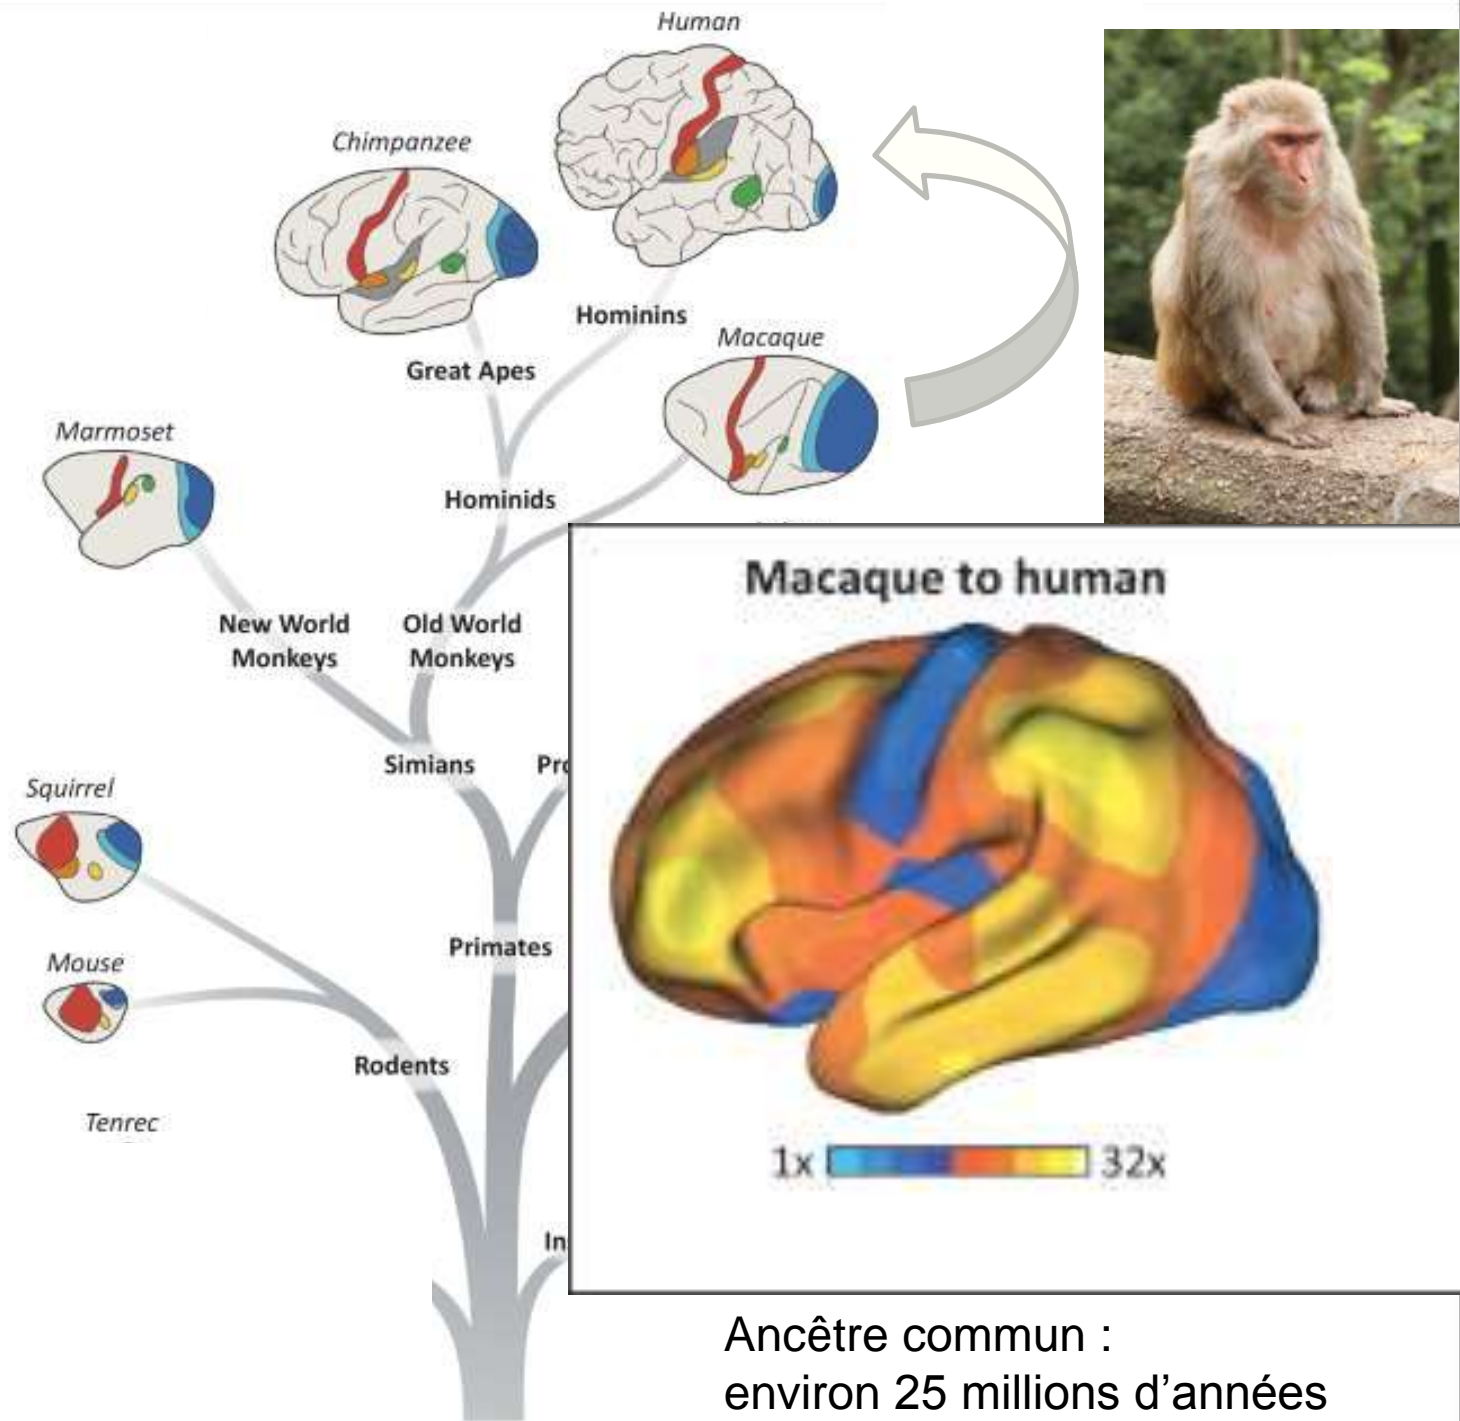 Human
Chimpanzee
Hominins
Macaque
Great Apes
Marmoset
Hominids
Macaque to human
New World
Monkeys
Old World
Monkeys
Simians
Squirrel
Primates
Mouse
Rodents
Tenrec
1x
32x
Ancêtre commun :
environ 25 millions d’années